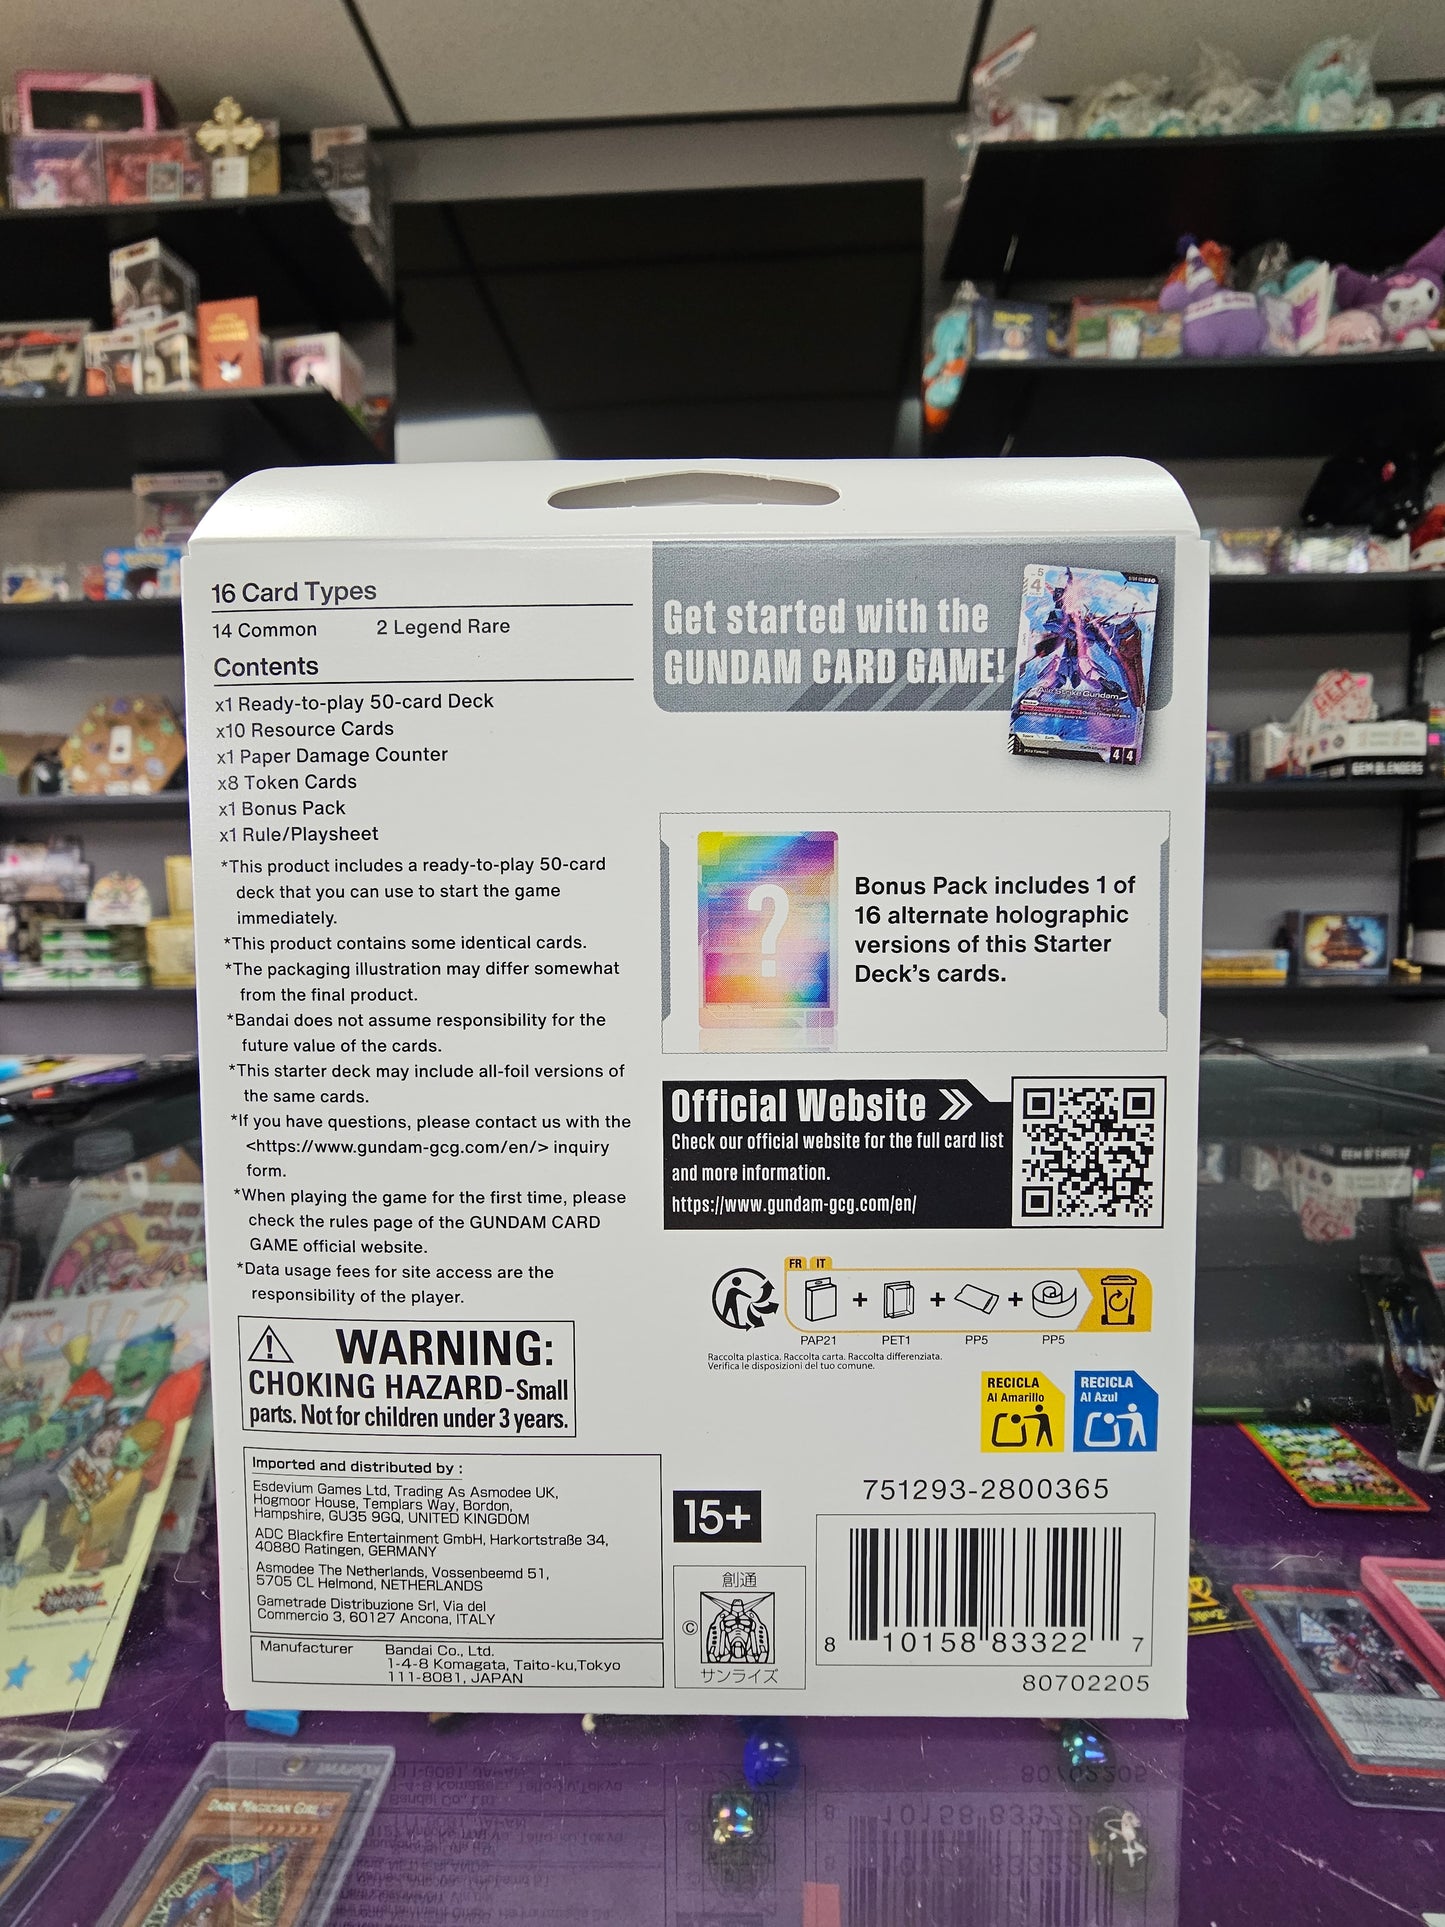 16 Card Types
14 Common 2 Legend Rare
Contents
x1 Ready-to-play 50-card Deck
x10 Resource Cards
x1 Paper Damage Counter
x8 Token Cards
x1 Bonus Pack
x1 Rule/Playsheet
*This product includes a ready-to-play 50-card
deck that you can use to start the game
immediately.
*This product contains some identical cards.
*The packaging illustration may differ somewhat
from the final product.
*Bandai does not assume responsibility for the
future value of the cards.
*This starter deck may include all-foil versions of
the same cards.
*If you have questions, please contact us with the
<https://www.gundam-gcg.com/en/> inquiry
form.
*When playing the game for the first time, please
check the rules page of the GUNDAM CARD
GAME official website.
*Data usage fees for site access are the
responsibility of the player.
WARNING:
CHOKING HAZARD-Small
parts. Not for children under 3 years.
Imported and distributed by :
Esdevium Games Ltd, Trading As Asmodee UK,
Hogmoor House, Templars Way, Bordon,
Hampshire, GU35 9GQ, UNITED KINGDOM
ADC Blackfire Entertainment GmbH, Harkortstraße 34,
40880 Ratingen, GERMANY
Asmodee The Netherlands, Vossenbeemd 51,
5705 CL Helmond, NETHERLANDS
Gametrade Distribuzione Srl, Via del
Commercio 3, 60127 Ancona, ITALY
Manufacturer Bandai Co., Ltd.
1-4-8 Komagata, Taito-ku,Tokyo
111-8081, JAPAN
Get started with the
GUNDAM CARD GAME!
5
4
Aile Strike Gundam
4 4
?
Bonus Pack includes 1 of
16 alternate holographic
versions of this Starter
Deck's cards.
Official Website
Check our official website for the full card list
and more information.
https://www.gundam-gcg.com/en/
FR IT
+ + +
PAP21 PET1 PP5 PP5
Raccolta plastica. Raccolta carta. Raccolta differenziata.
Verifica le disposizioni del tuo comune.
RECICLA
Al Amarillo
RECICLA
Al Azul
15+
751293-2800365
創通
©
サンライズ
8 10158 83322 7
80702205
GEM BLENDERS
DARK MAGICIAN GIRL